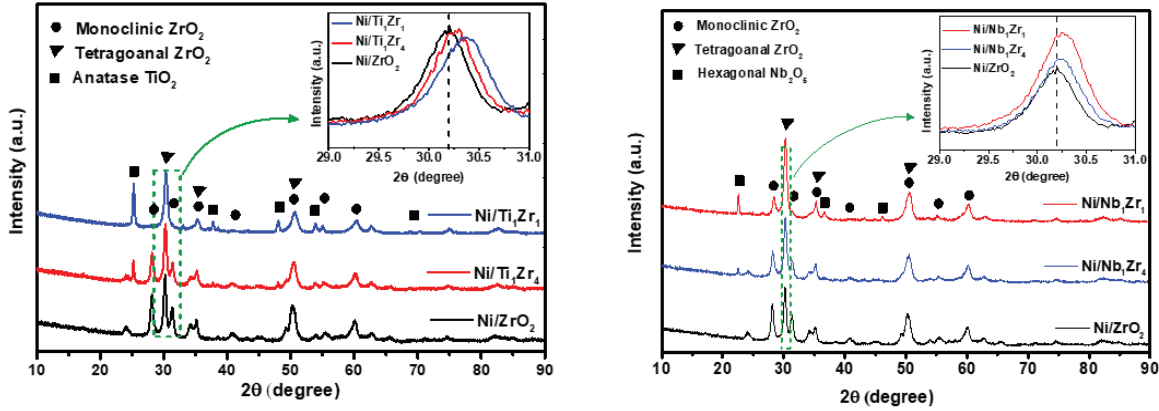 Monoclinic ZrO₂
Tetragoanal ZrO₂
Anatase TiO₂
Ni/Ti₁Zr₁
Ni/Ti₁Zr₄
Ni/ZrO₂
Intensity (a.u.)
29.0 29.5 30.0 30.5 31.0
2θ (degree)
Intensity (a.u.)
Ni/Ti₁Zr₁
Ni/Ti₁Zr₄
Ni/ZrO₂
10 20 30 40 50 60 70 80 90
2θ (degree)
Monoclinic ZrO₂
Tetragoanal ZrO₂
Hexagonal Nb₂O₅
Ni/Nb₁Zr₁
Ni/Nb₁Zr₄
Ni/ZrO₂
Intensity (a.u.)
29.0 29.5 30.0 30.5 31.0
2θ (degree)
Intensity (a.u.)
Ni/Nb₁Zr₁
Ni/Nb₁Zr₄
Ni/ZrO₂
10 20 30 40 50 60 70 80 90
2θ (degree)